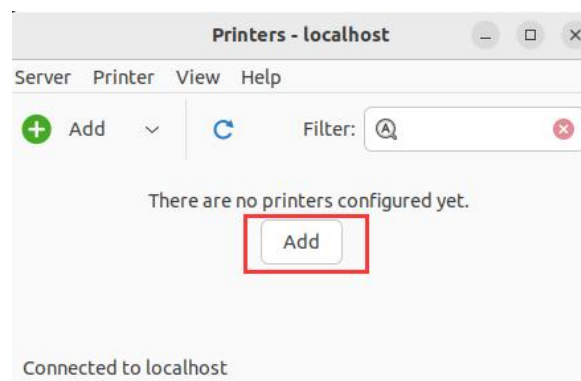 Printers - localhost
Server Printer View Help
Add Filter:
There are no printers configured yet.
Add
Connected to localhost